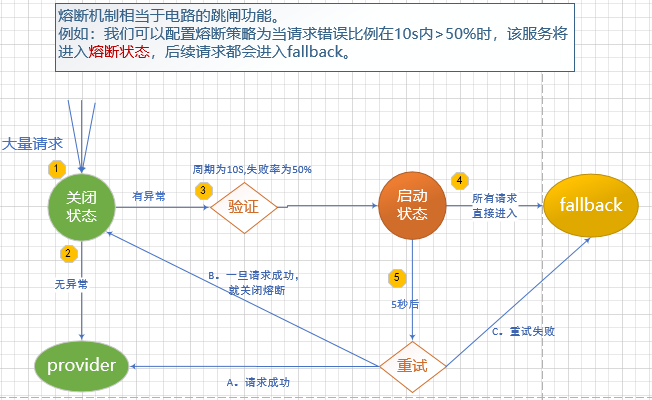 熔断机制相当于电路的跳闸功能。
例如：我们可以配置熔断策略为当请求错误比例在10s内>50%时，该服务将
进入熔断状态，后续请求都会进入fallback。
大量请求
1
关闭
状态
有异常
3
周期为10S,失败率为50%
验证
启动
状态
4
所有请求
直接进入
fallback
2
无异常
B。一旦请求成功，
就关闭熔断
5
5秒后
C。重试失败
provider
A。请求成功
重试